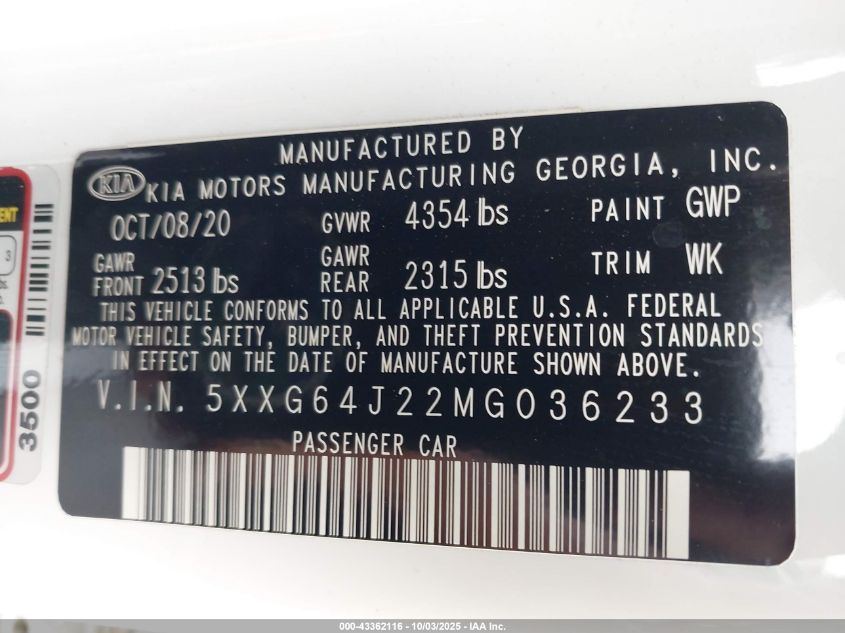 MANUFACTURED BY
KIA KIA MOTORS MANUFACTURING GEORGIA, INC.
OCT/08/20 GVWR 4354 lbs PAINT GWP
GAWR FRONT 2513 lbs GAWR REAR 2315 lbs TRIM WK
THIS VEHICLE CONFORMS TO ALL APPLICABLE U.S.A. FEDERAL
MOTOR VEHICLE SAFETY, BUMPER, AND THEFT PREVENTION STANDARDS
IN EFFECT ON THE DATE OF MANUFACTURE SHOWN ABOVE.
V.I.N. 5XXG64J22MG036233
PASSENGER CAR
3500
3
000-43362116 - 10/03/2025 - IAA Inc.